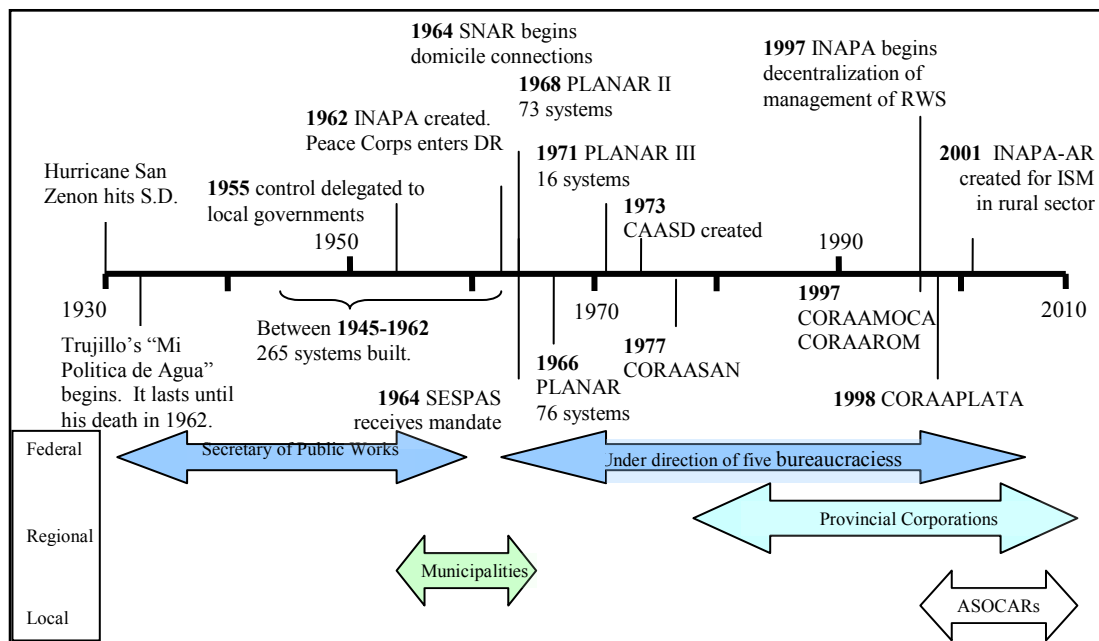 1964 SNAR begins
domicile connections
1997 INAPA begins
decentralization of
management of RWS
1968 PLANAR II
73 systems
1962 INAPA created.
Peace Corps enters DR
1971 PLANAR III
16 systems
2001 INAPA-AR
created for ISM
in rural sector
Hurricane San
Zenon hits S.D.
1955 control delegated to
local governments
1973
CAASD created
1950
1990
1930
1970
2010
Trujillo's “Mi
Politica de Agua”
begins. It lasts until
his death in 1962.
Between 1945-1962
265 systems built.
1964 SESPAS
receives mandate
1966
PLANAR
76 systems
1977
CORAASAN
1997
CORAAMOCA
CORAAROM
1998 CORAAPLATA
Federal
Secretary of Public Works
Under direction of five bureaucraciess
Provincial Corporations
Regional
Municipalities
ASOCARs
Local